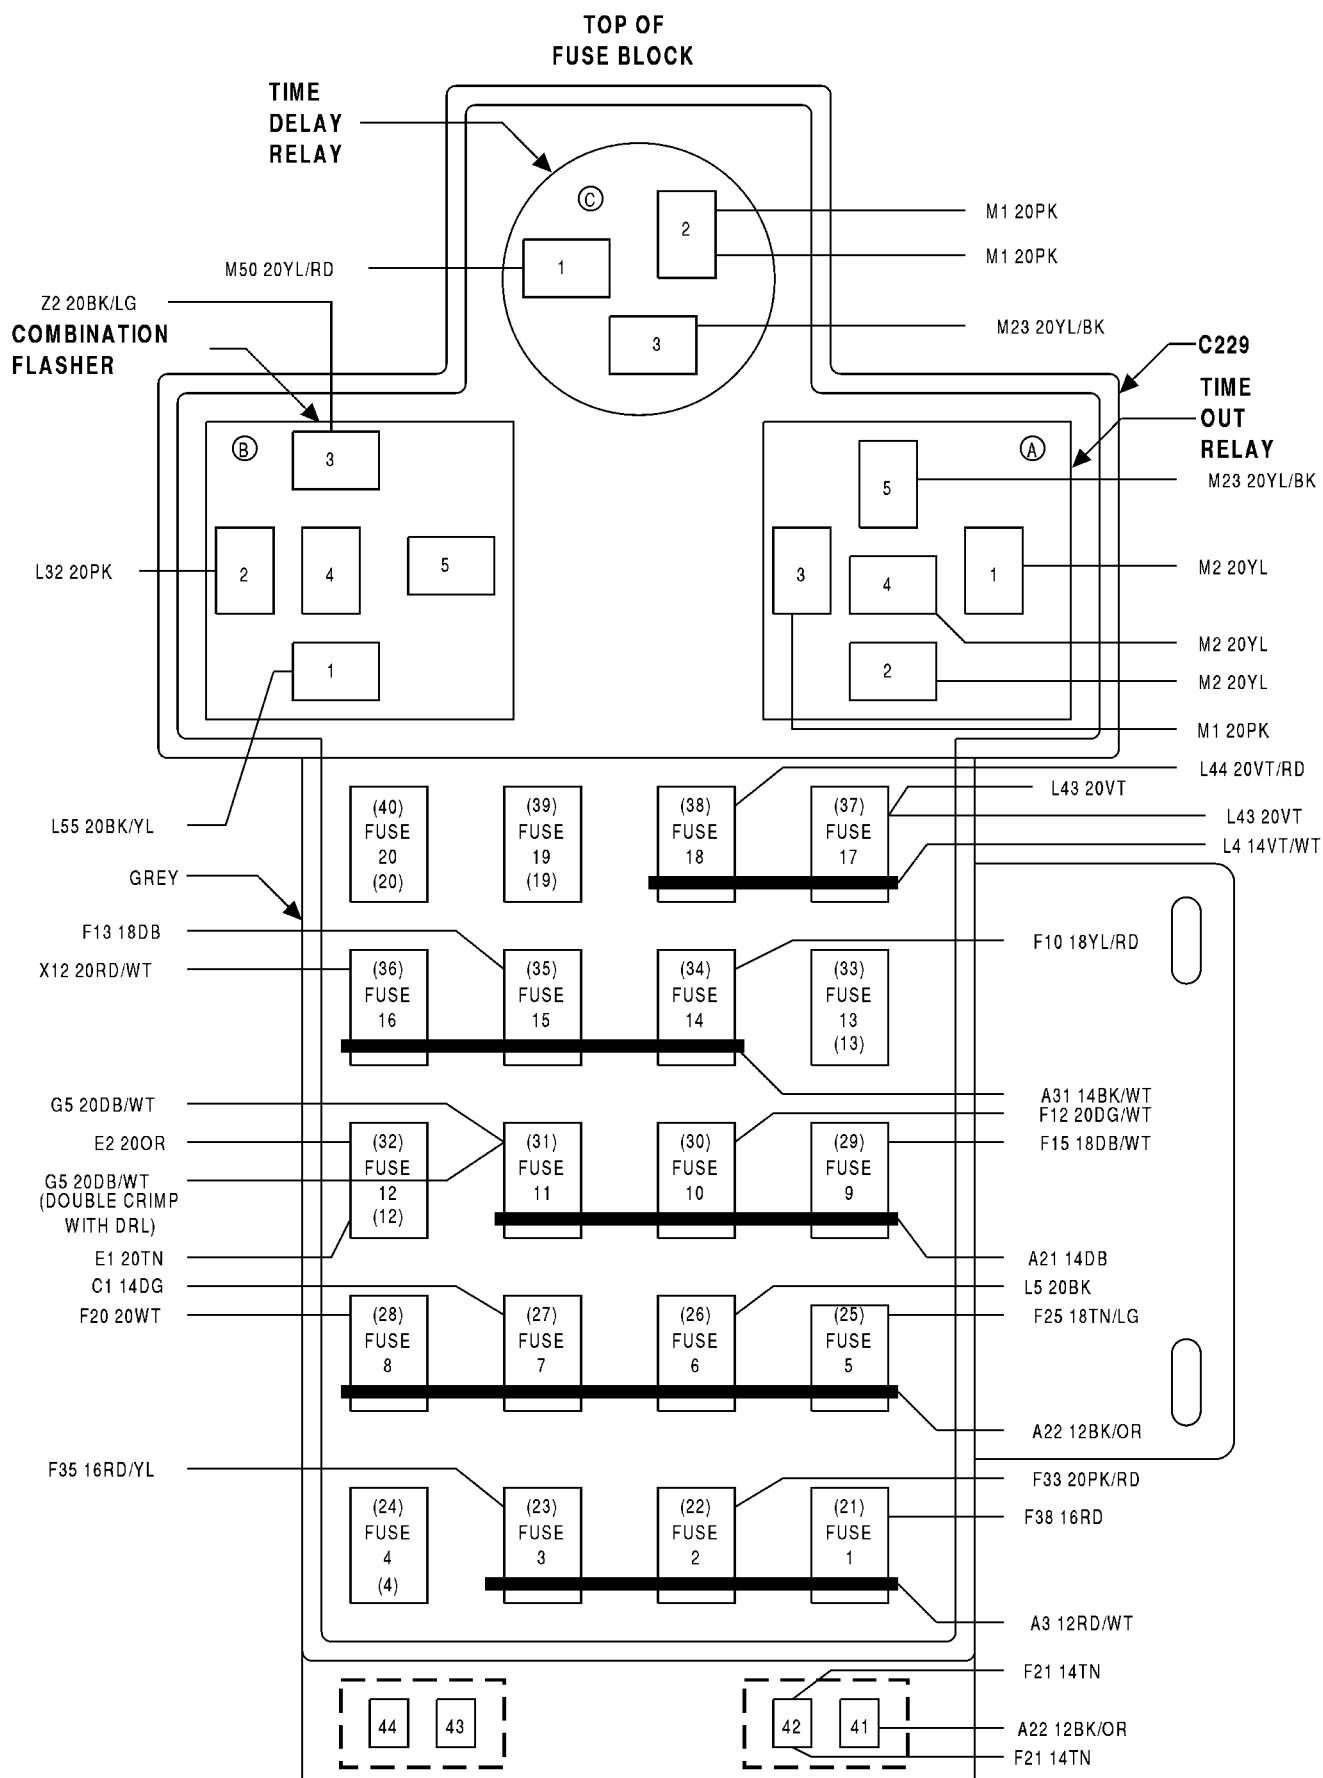 TOP OF
FUSE BLOCK
TIME
DELAY
RELAY
C
2
M1 20PK
M1 20PK
M50 20YL/RD
1
Z2 20BK/LG
3
M23 20YL/BK
COMBINATION
FLASHER
C229
TIME
OUT
RELAY
B
3
A
5
M23 20YL/BK
L32 20PK
2
4
5
3
4
1
M2 20YL
M2 20YL
1
2
M2 20YL
M1 20PK
L44 20VT/RD
L43 20VT
L43 20VT
L4 14VT/WT
L55 20BK/YL
(40)
FUSE
20
(20)
(39)
FUSE
19
(19)
(38)
FUSE
18
(37)
FUSE
17
GREY
F13 18DB
X12 20RD/WT
F10 18YL/RD
(36)
FUSE
16
(35)
FUSE
15
(34)
FUSE
14
(33)
FUSE
13
(13)
A31 14BK/WT
F12 20DG/WT
F15 18DB/WT
G5 20DB/WT
E2 20OR
G5 20DB/WT
(DOUBLE CRIMP
WITH DRL)
E1 20TN
(32)
FUSE
12
(12)
(31)
FUSE
11
(30)
FUSE
10
(29)
FUSE
9
A21 14DB
C1 14DG
F20 20WT
L5 20BK
F25 18TN/LG
(28)
FUSE
8
(27)
FUSE
7
(26)
FUSE
6
(25)
FUSE
5
A22 12BK/OR
F35 16RD/YL
F33 20PK/RD
F38 16RD
(24)
FUSE
4
(4)
(23)
FUSE
3
(22)
FUSE
2
(21)
FUSE
1
A3 12RD/WT
F21 14TN
44
43
42
41
A22 12BK/OR
F21 14TN